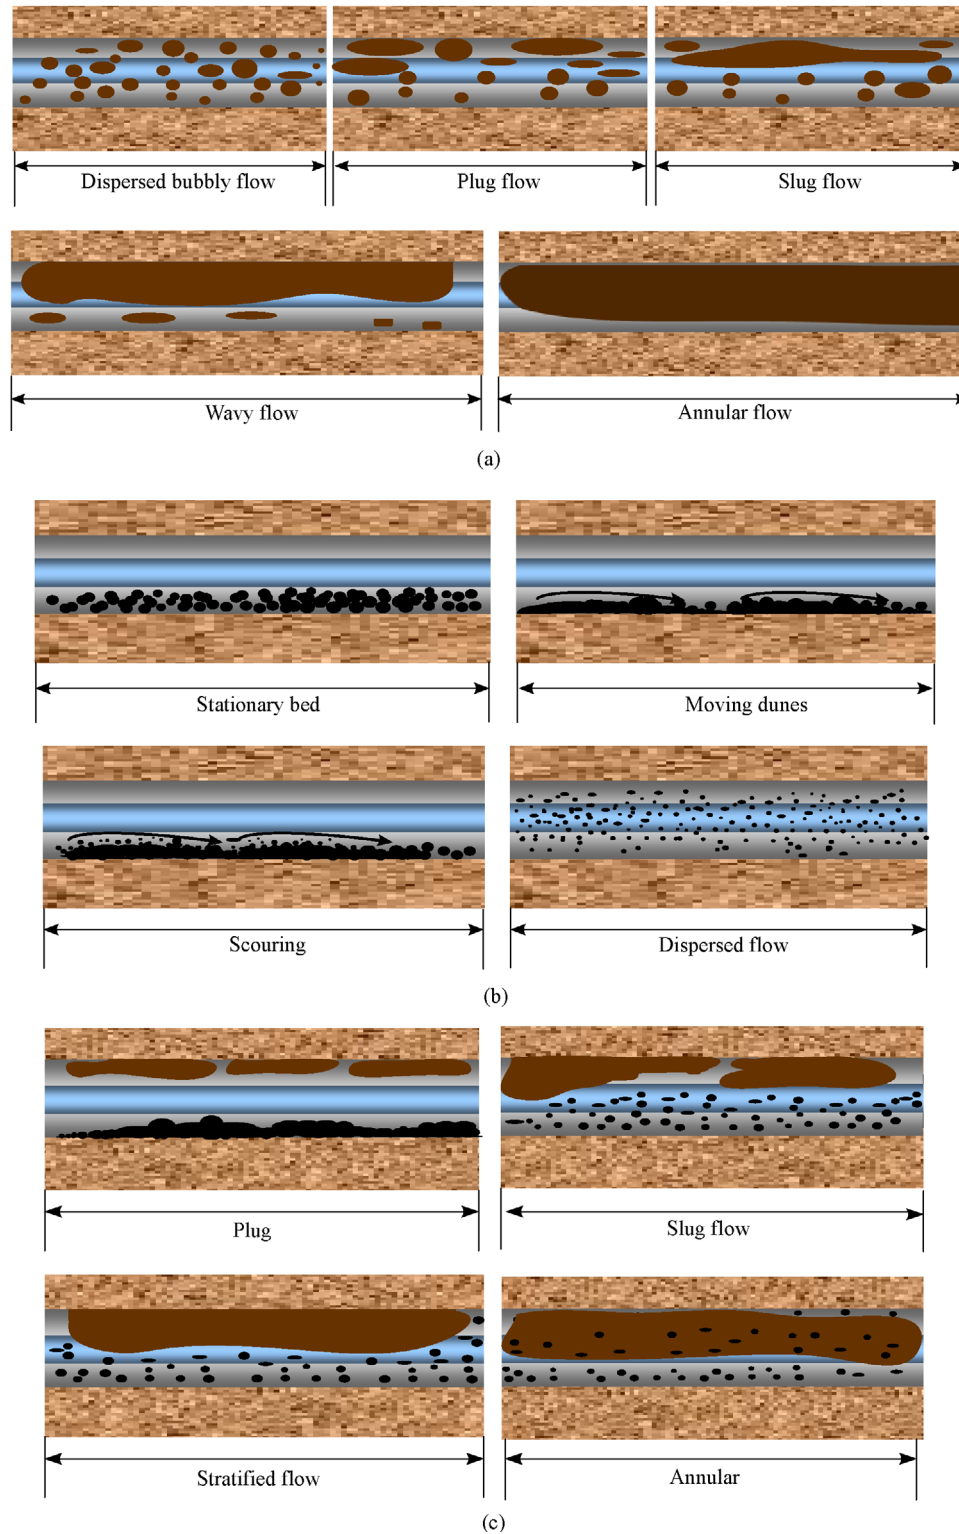 Dispersed bubbly flow
Plug flow
Slug flow
Wavy flow
Annular flow
(a)
Stationary bed
Moving dunes
Scouring
Dispersed flow
(b)
Plug
Slug flow
Stratified flow
Annular
(c)